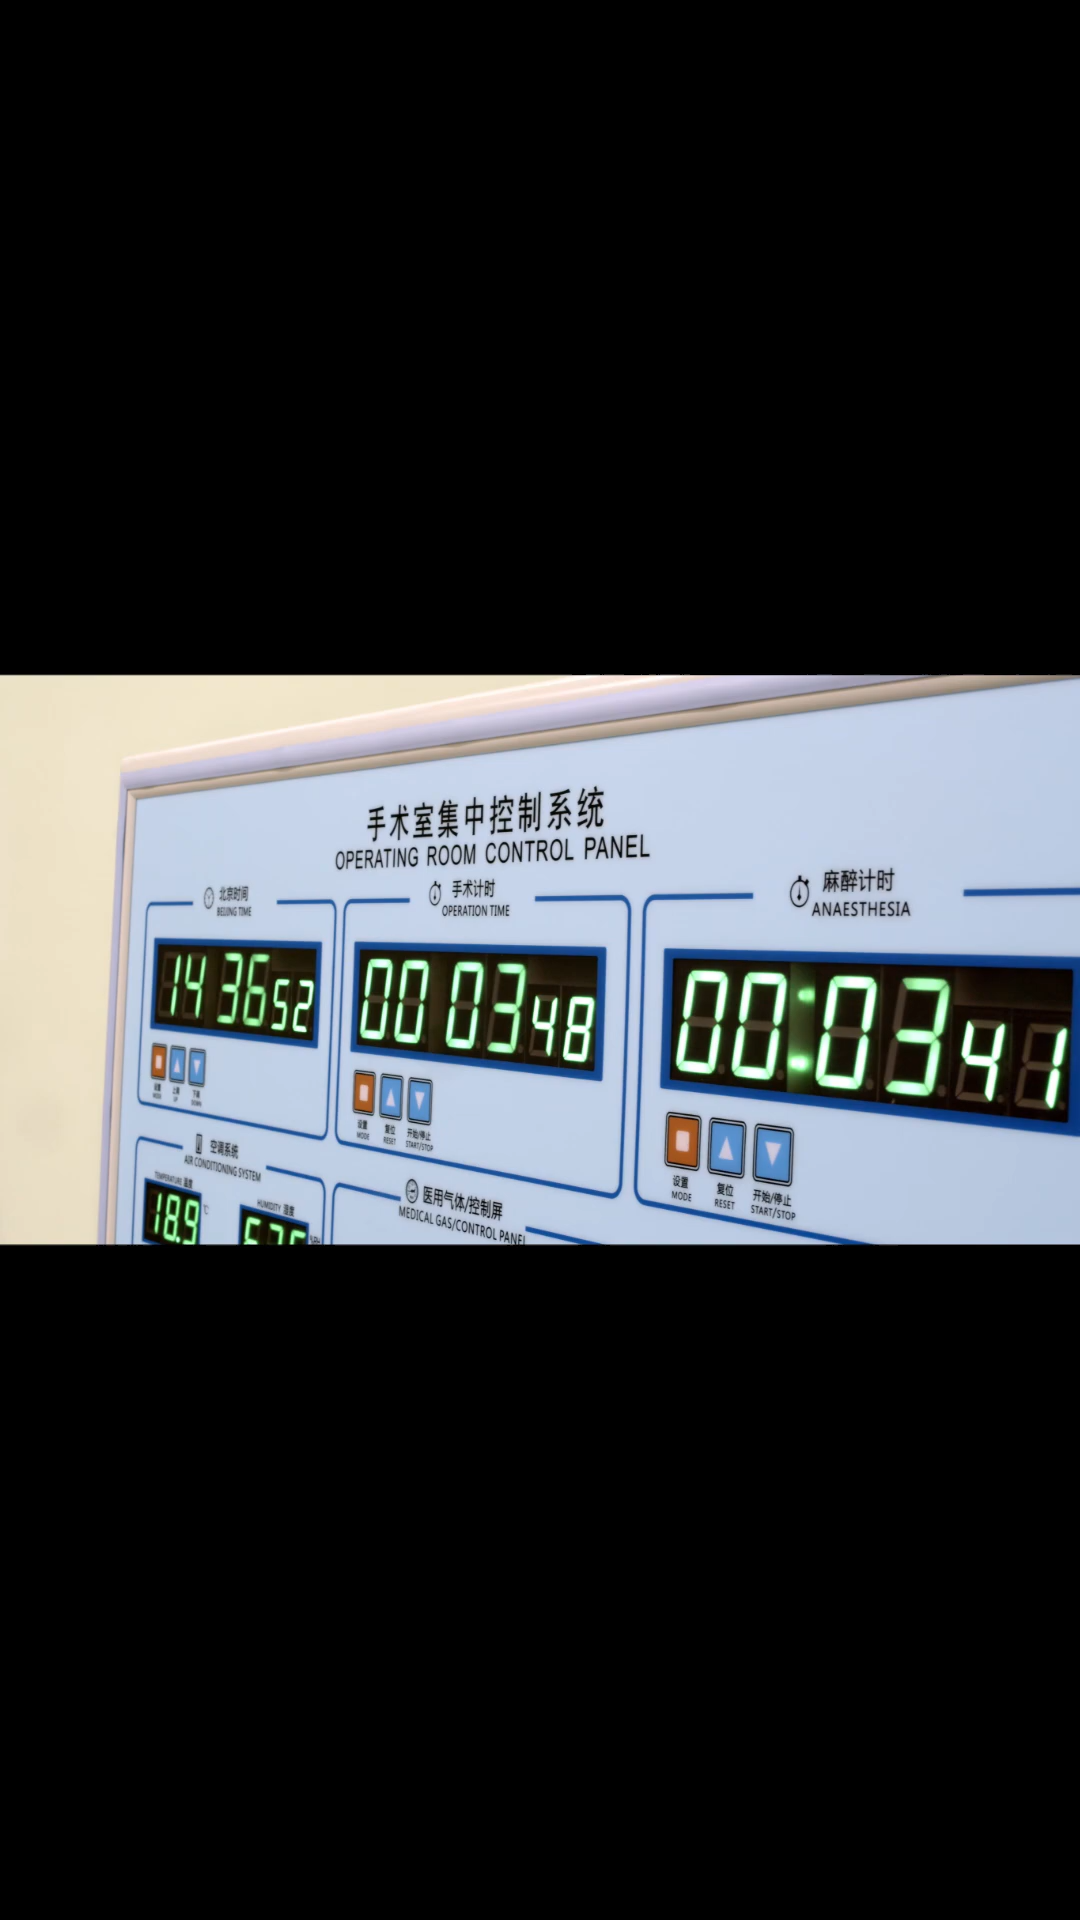 手术室集中控制系统
OPERATING ROOM CONTROL PANEL
北京时间
BEIJING TIME
14 36 52
设置
MODE
上调
UP
下调
DOWN
手术计时
OPERATION TIME
00 03 48
设置
MODE
复位
RESET
开始/停止
START/STOP
麻醉计时
ANAESTHESIA
00:03 41
设置
MODE
复位
RESET
开始/停止
START/STOP
空调系统
AIR CONDITIONING SYSTEM
TEMPERATURE 温度
18.9 ℃
HUMIDITY 湿度
医用气体/控制屏
MEDICAL GAS/CONTROL PANEL